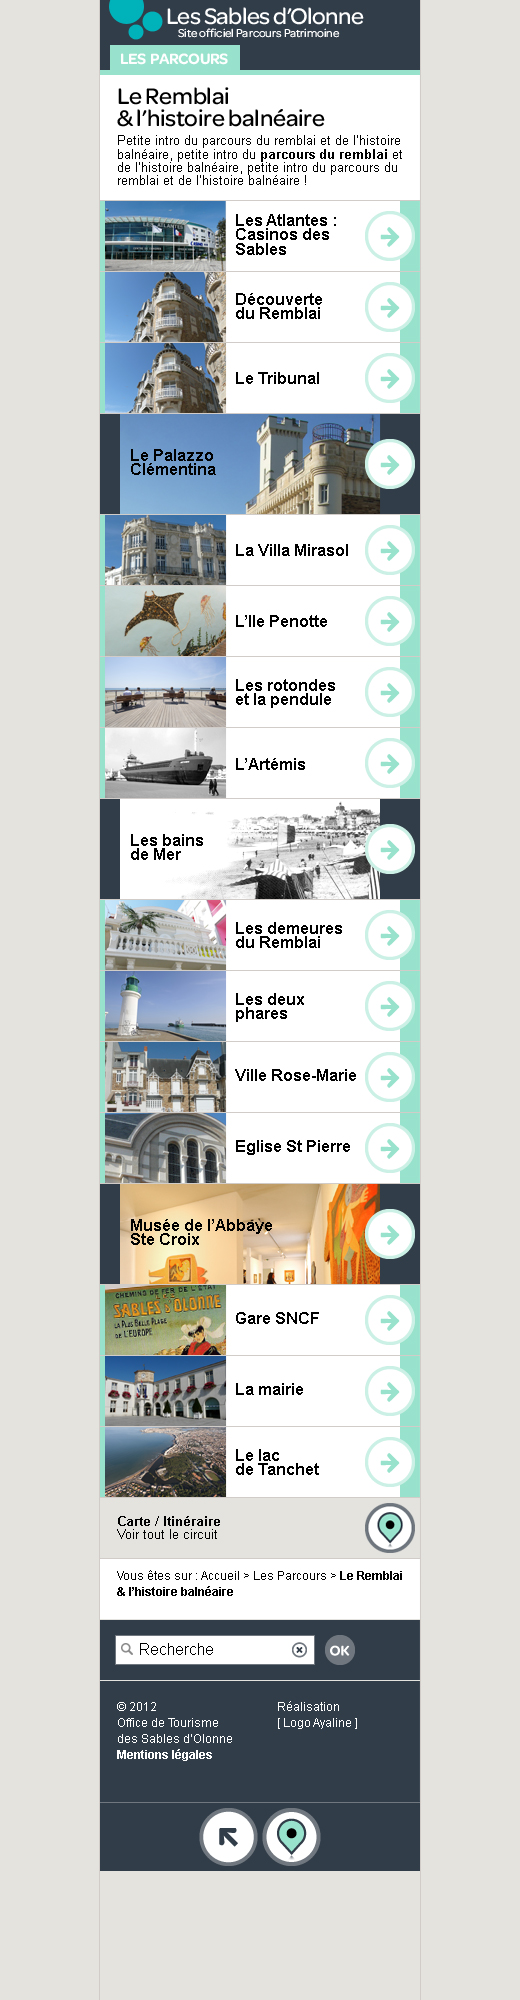 Les Sables d'Olonne
Site officiel Parcours Patrimoine
LES PARCOURS
Le Remblai
& l'histoire balnéaire
Petite intro du parcours du remblai et de l'histoire
balnéaire, petite intro du parcours du remblai et
de l'histoire balnéaire, petite intro du parcours du
remblai et de l'histoire balnéaire !
Les Atlantes :
Casinos des
Sables
Découverte
du Remblai
Le Tribunal
Le Palazzo
Clémentina
La Villa Mirasol
L'Ile Penotte
Les rotondes
et la pendule
L'Artémis
Les bains
de Mer
Les demeures
du Remblai
Les deux
phares
Ville Rose-Marie
Eglise St Pierre
Musée de l'Abbaye
Ste Croix
CHEMINS DE FER DE L'ETAT
SABLES D'OLONNE
LA PLUS BELLE PLAGE
DE L'EUROPE
Gare SNCF
La mairie
Le lac
de Tanchet
Carte / Itinéraire
Voir tout le circuit
Vous êtes sur : Accueil > Les Parcours > Le Remblai
& l'histoire balnéaire
Recherche
OK
© 2012
Office de Tourisme
des Sables d'Olonne
Mentions légales
Réalisation
[ Logo Ayaline ]